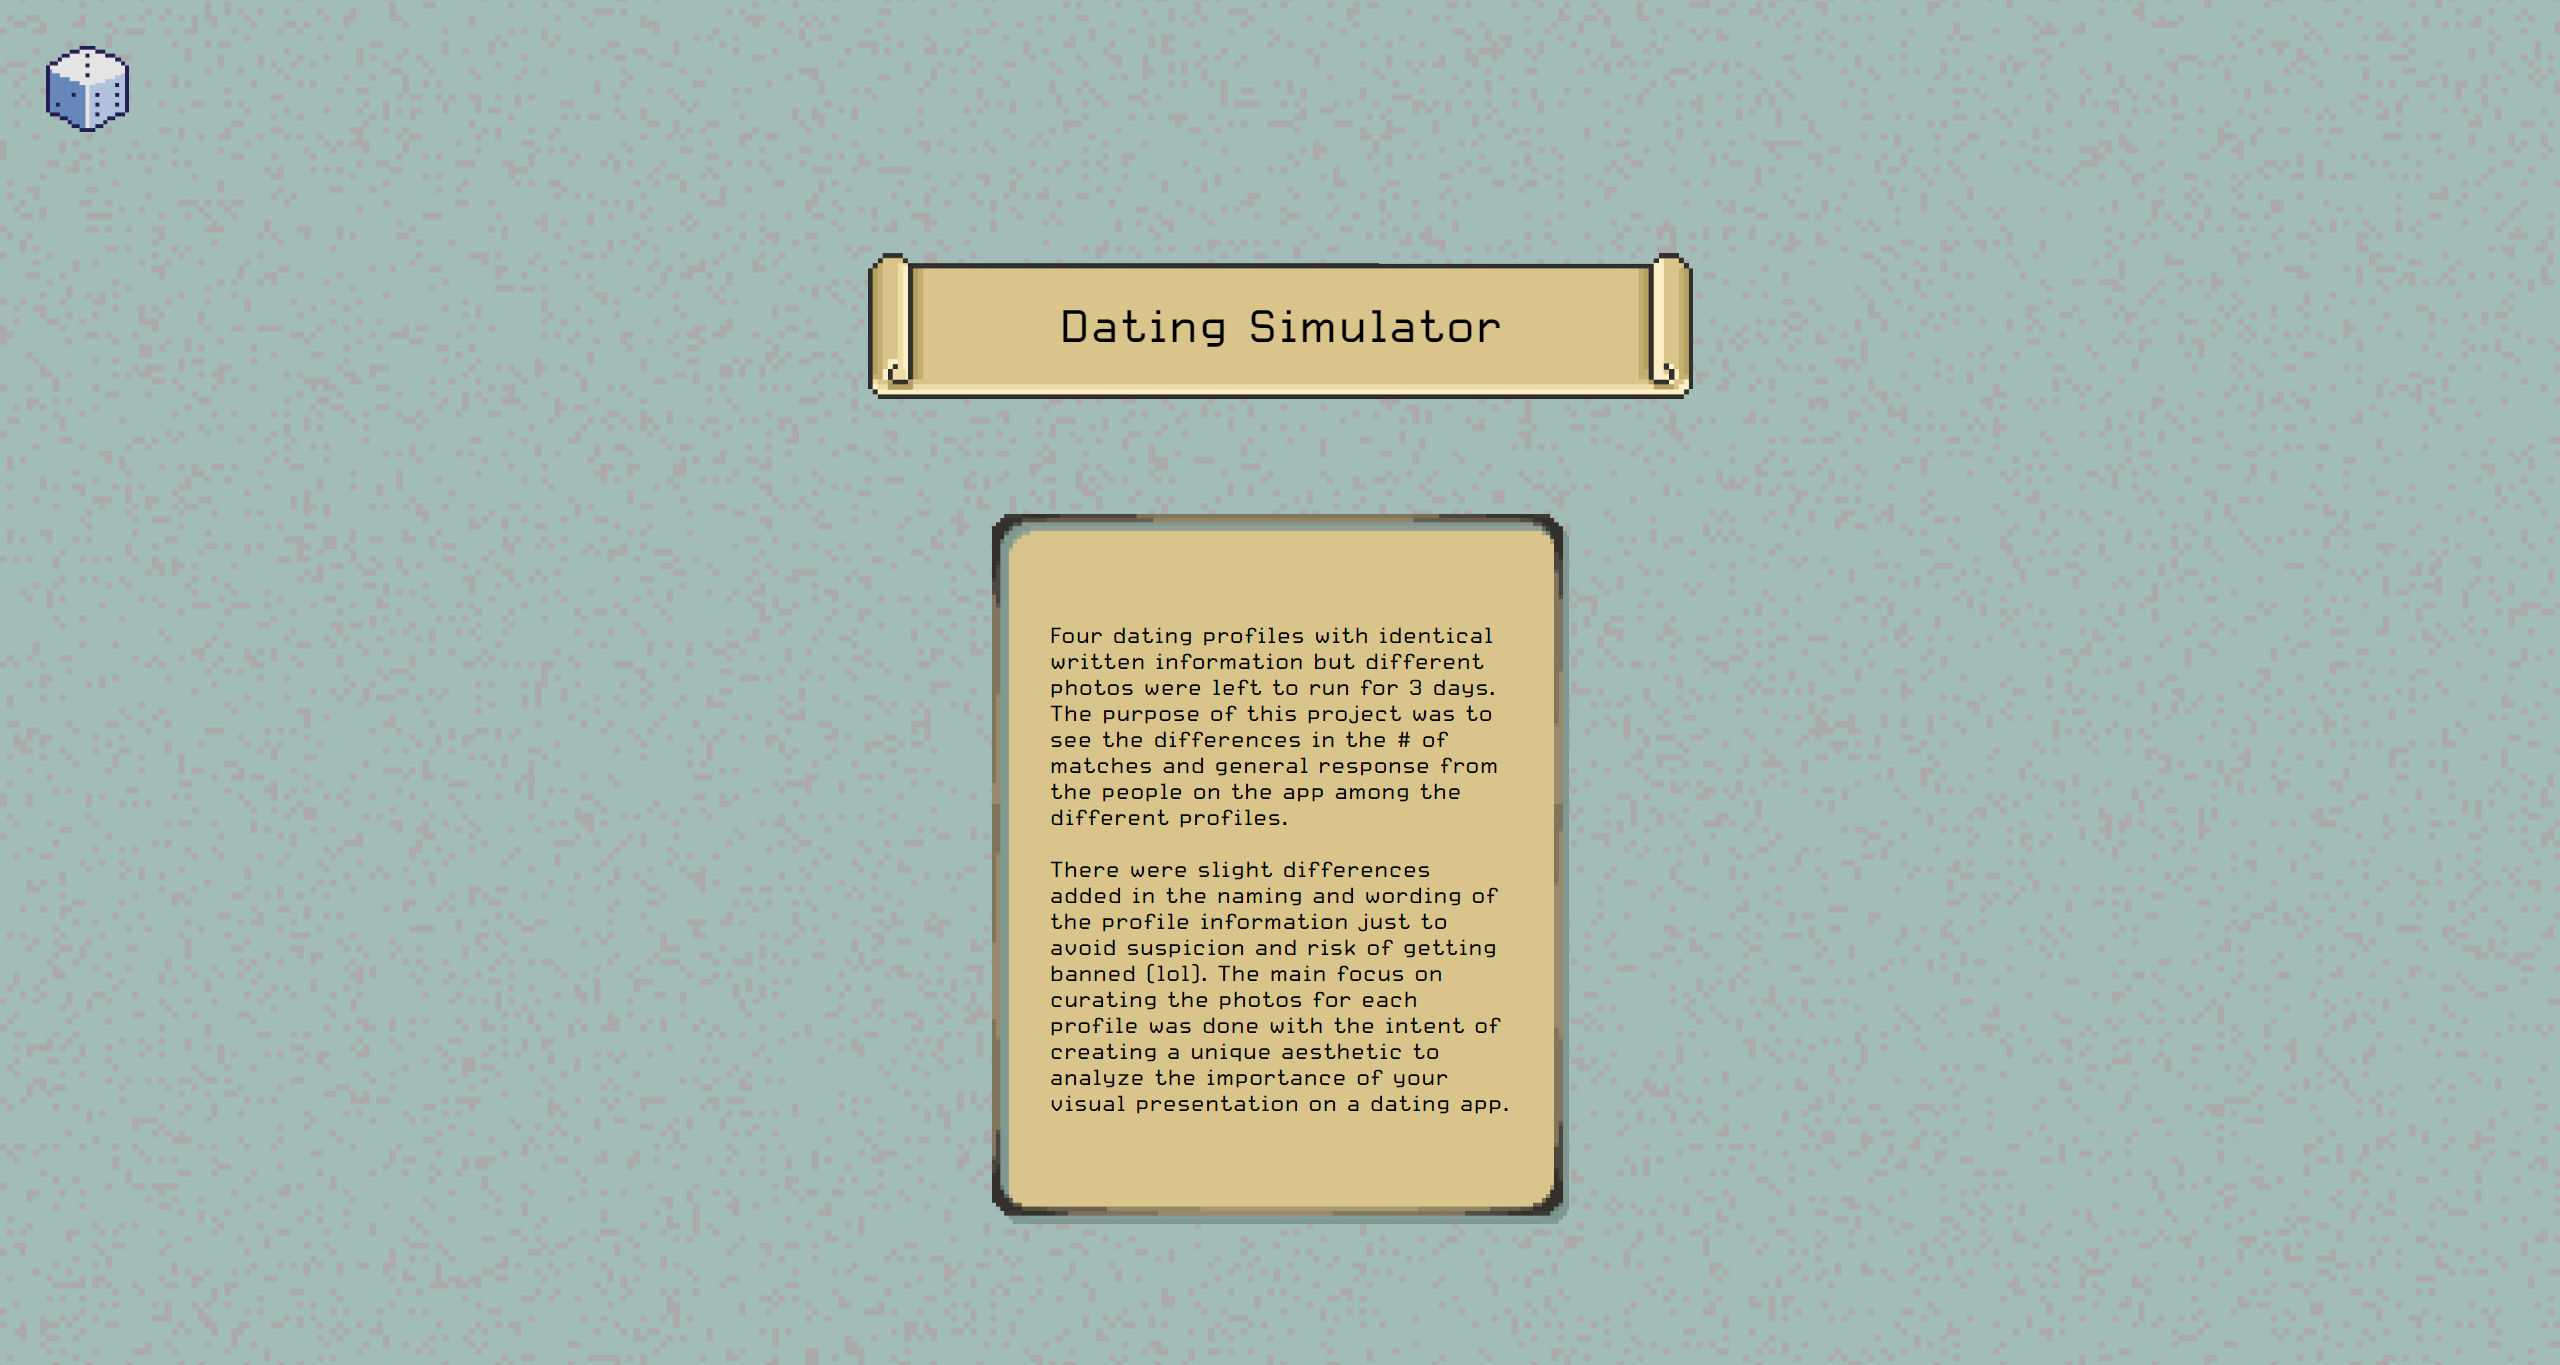 Dating Simulator
Four dating profiles with identical
written information but different
photos were left to run for 3 days.
The purpose of this project was to
see the differences in the # of
matches and general response from
the people on the app among the
different profiles.
There were slight differences
added in the naming and wording of
the profile information just to
avoid suspicion and risk of getting
banned (lol). The main focus on
curating the photos for each
profile was done with the intent of
creating a unique aesthetic to
analyze the importance of your
visual presentation on a dating app.